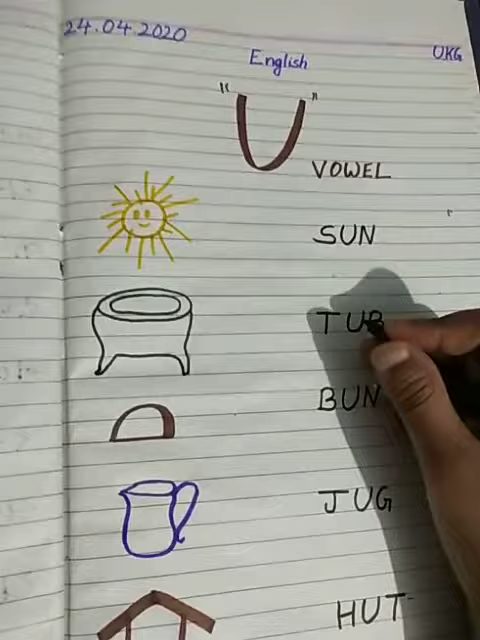 24.04.2020
English
UKG
"U"
VOWEL
SUN
TUB
BUN
JUG
HUT